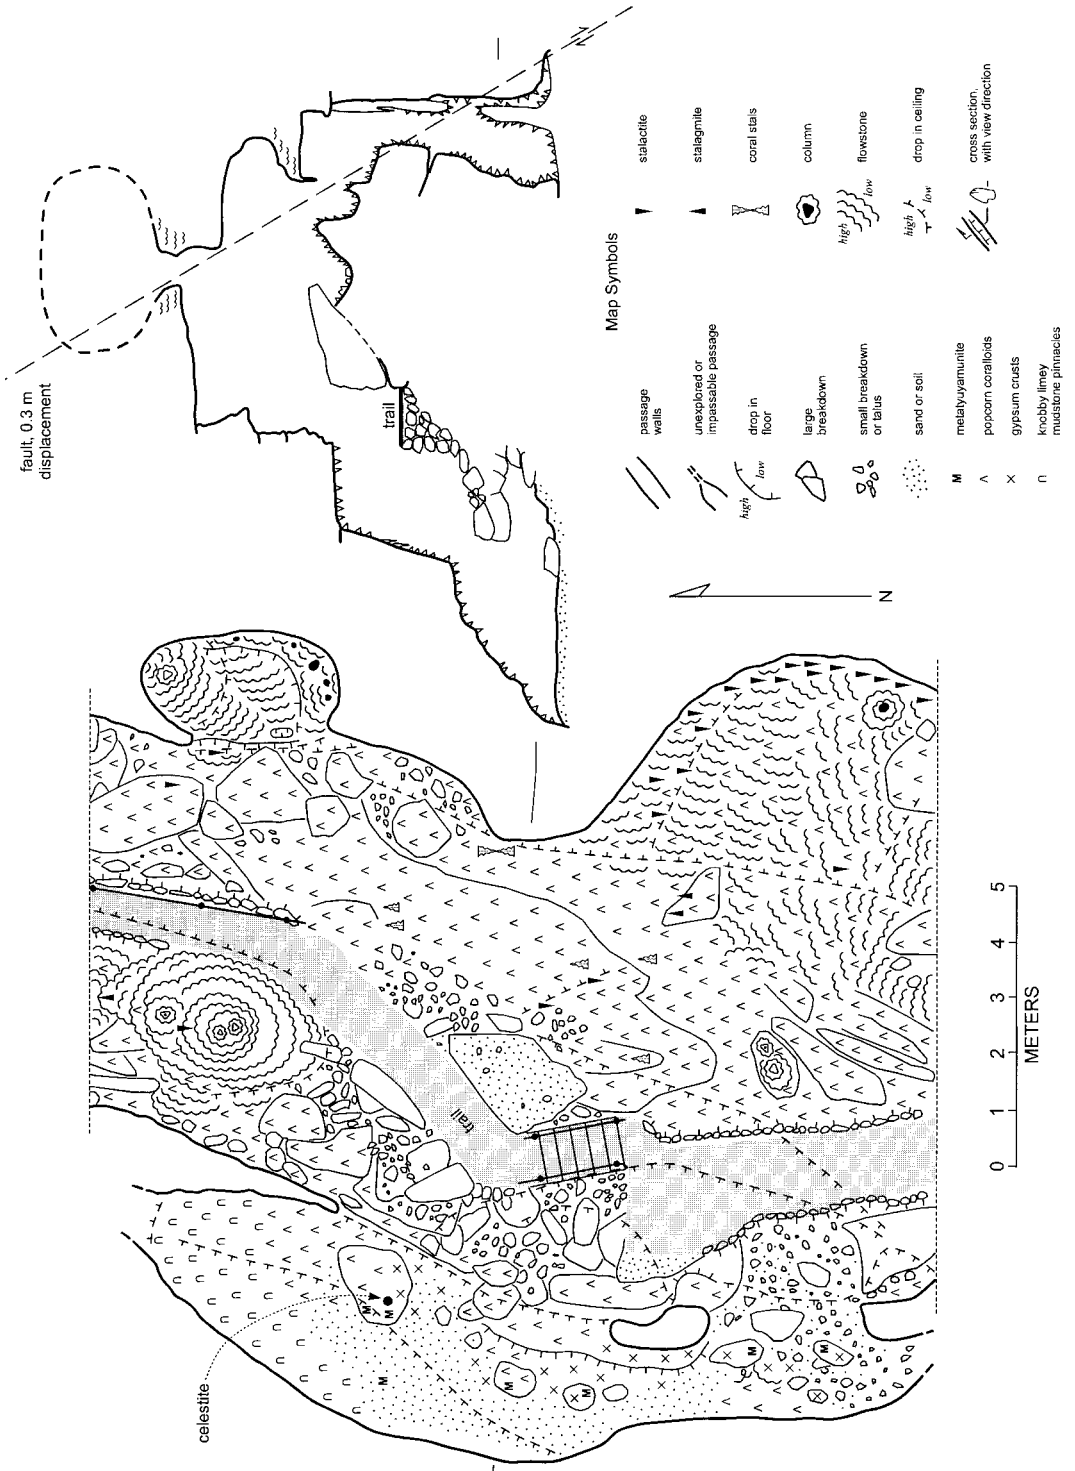 fault, 0.3 m
displacement
trail
Map Symbols
passage
walls
unexplored or
impassable passage
high
low
drop in
floor
large
breakdown
small breakdown
or talus
sand or soil
M
metatyuyamunite
popcorn coralloids
gypsum crusts
knobby limey
mudstone pinnacles
stalactite
stalagmite
coral stals
column
high
low
flowstone
high
low
drop in ceiling
cross section,
with view direction
N
celestite
M
M
M
M
M
M
M
trail
0 1 2 3 4 5
METERS